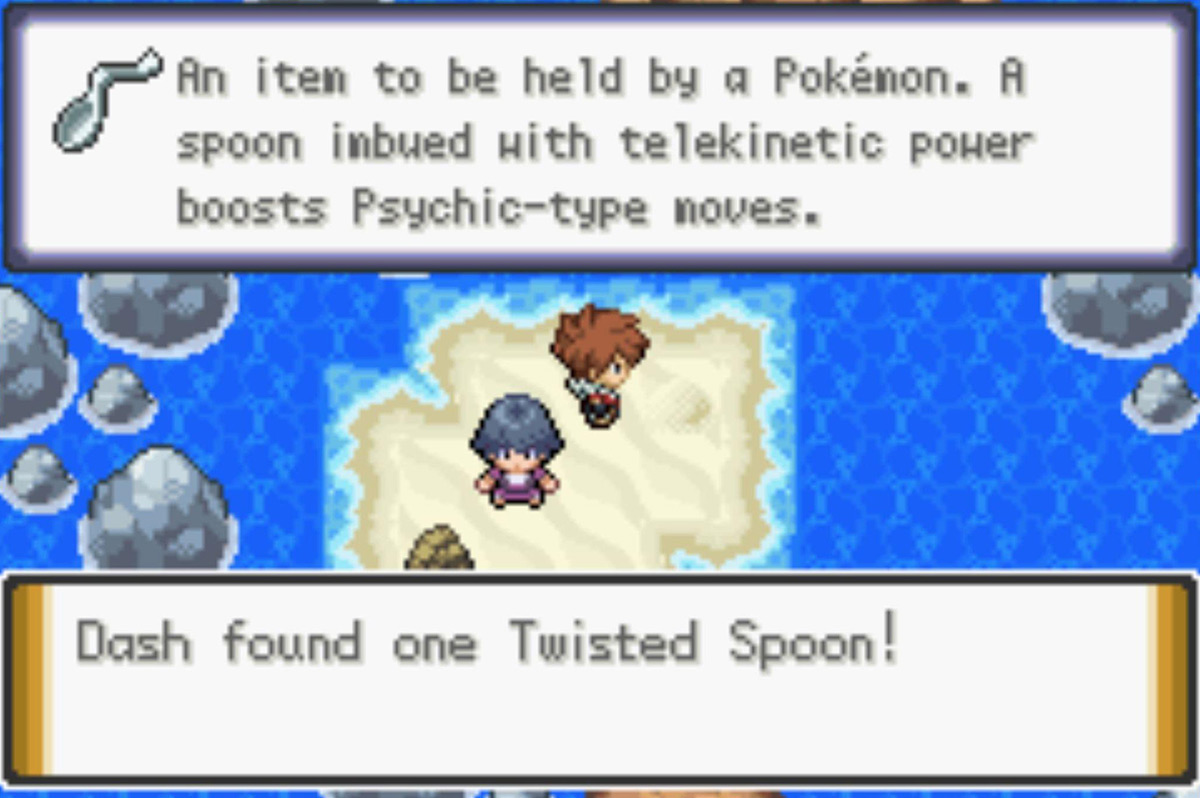 An item to be held by a Pokémon. A
spoon imbued with telekinetic power
boosts Psychic-type moves.
Dash found one Twisted Spoon!